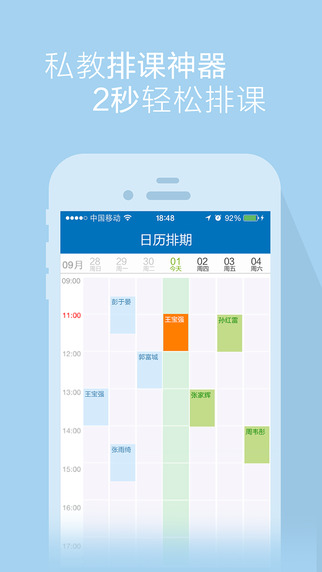 私教排课神器
2秒轻松排课
中国移动 18:48 92%
日历排期
09月 28 29 30 01 02 03 04
周日 周一 周二 今天 周四 周五 周六
09:00
彭于晏
11:00 王宝强 孙红雷
12:00 郭富城
13:00 王宝强 张家辉
14:00 周韦彤
张雨绮
15:00
16:00
17:00